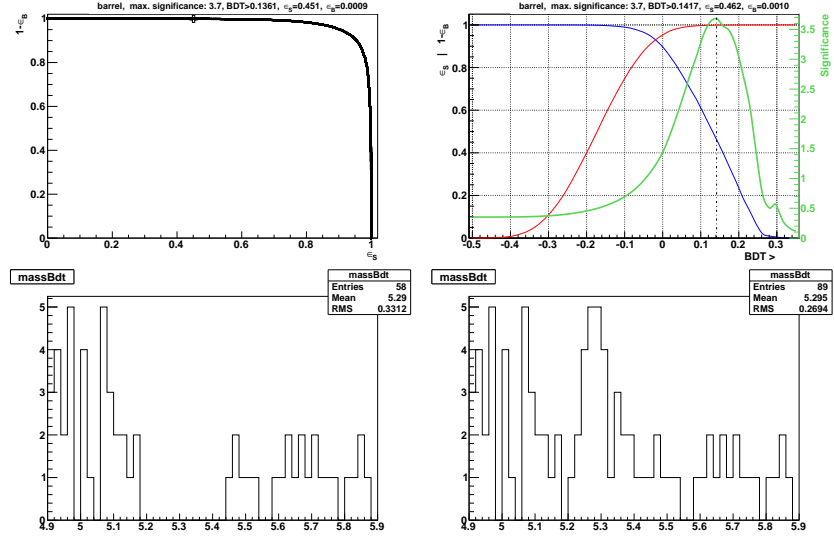 barrel, max. significance: 3.7, BDT>0.1361, ϵS=0.451, ϵB=0.0009
1-ϵB
1
0.8
0.6
0.4
0.2
0
0 0.2 0.4 0.6 0.8 1
ϵS
barrel, max. significance: 3.7, BDT>0.1417, ϵS=0.462, ϵB=0.0010
ϵS | 1-ϵB
1
0.8
0.6
0.4
0.2
0
-0.5 -0.4 -0.3 -0.2 -0.1 0 0.1 0.2 0.3
BDT >
Significance
3.5
3
2.5
2
1.5
1
0.5
0
massBdt
massBdt
Entries 58
Mean 5.29
RMS 0.3312
5
4
3
2
1
0
4.9 5 5.1 5.2 5.3 5.4 5.5 5.6 5.7 5.8 5.9
massBdt
massBdt
Entries 89
Mean 5.295
RMS 0.2694
5
4
3
2
1
0
4.9 5 5.1 5.2 5.3 5.4 5.5 5.6 5.7 5.8 5.9